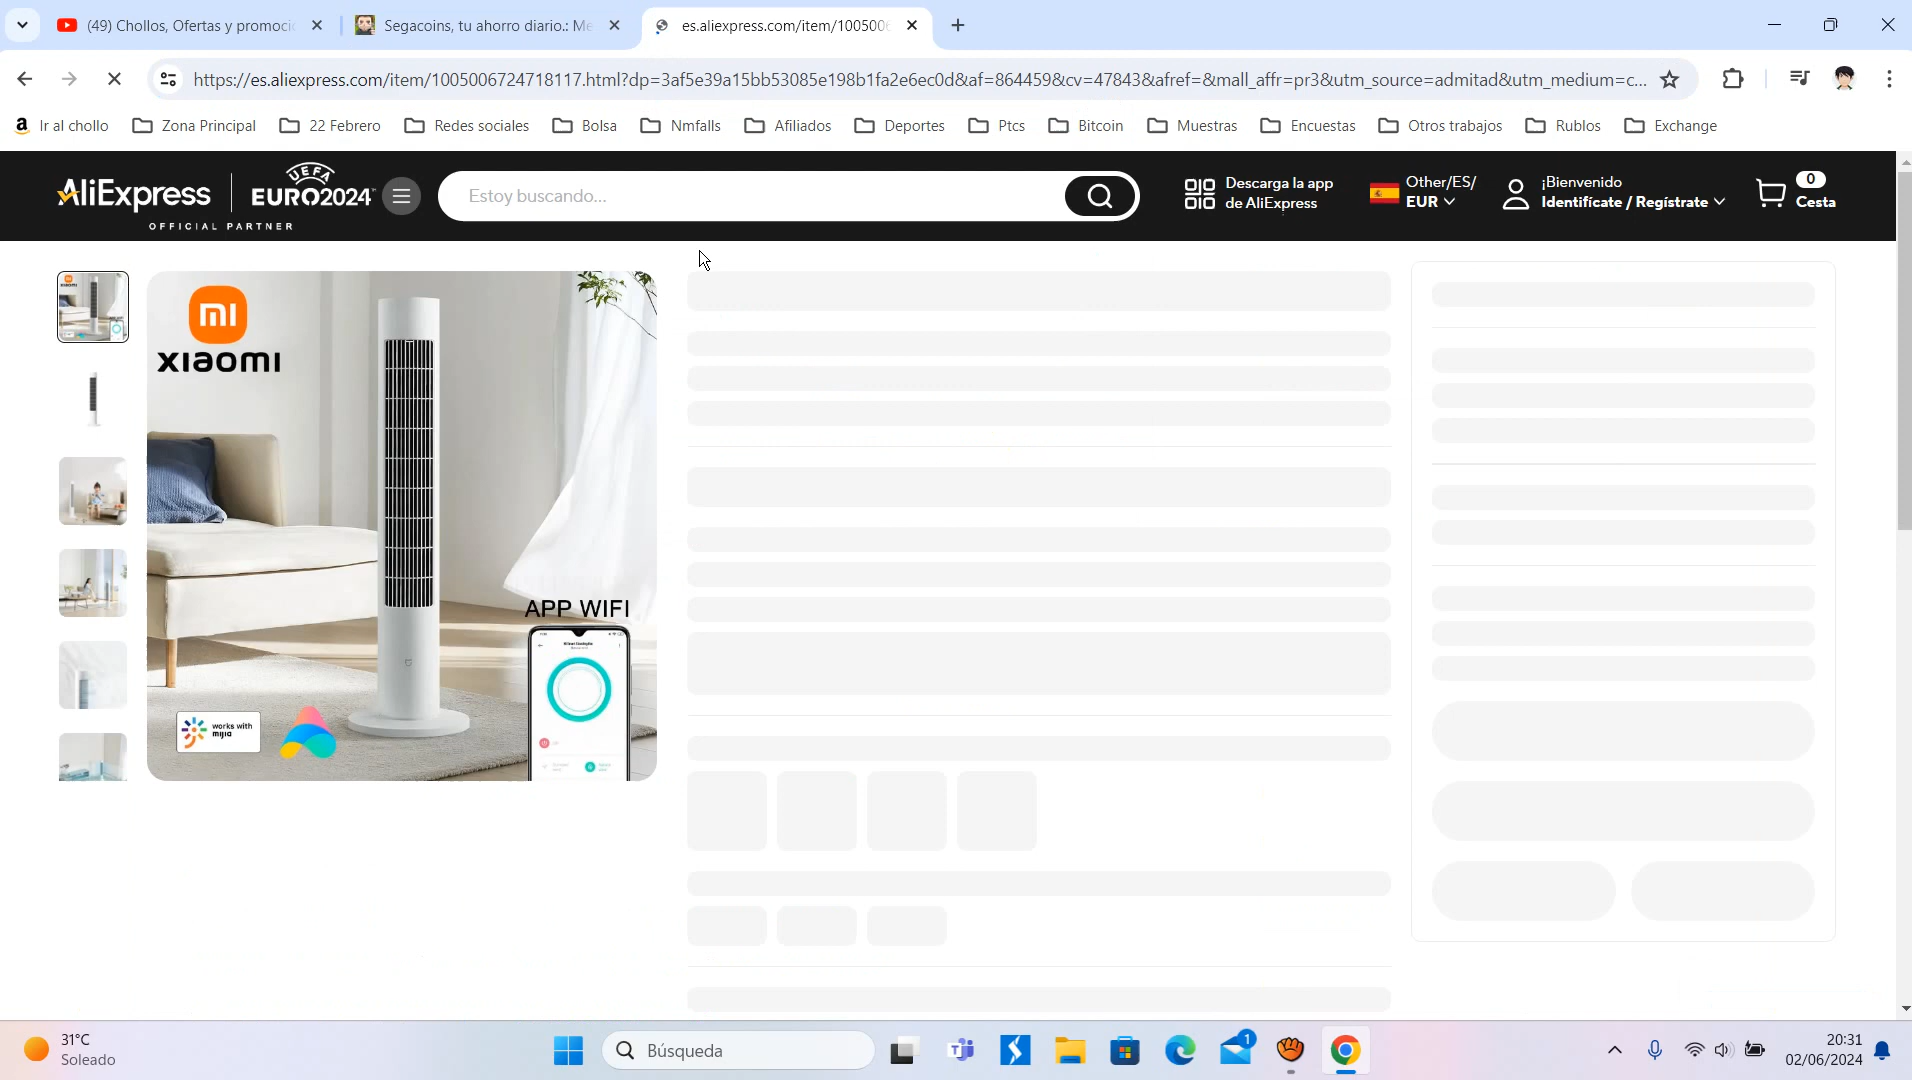 (49) Chollos, Ofertas y promocio
Segacoins, tu ahorro diario.: Me
es.aliexpress.com/item/1005006
https://es.aliexpress.com/item/1005006724718117.html?dp=3af5e39a15bb53085e198b1fa2e6ec0d&af=864459&cv=47843&afref=&mall_affr=pr3&utm_source=admitad&utm_medium=c...
Ir al chollo
Zona Principal
22 Febrero
Redes sociales
Bolsa
Nmfalls
Afiliados
Deportes
Ptcs
Bitcoin
Muestras
Encuestas
Otros trabajos
Rublos
Exchange
AliExpress
UEFA
EURO2024
OFFICIAL PARTNER
Estoy buscando...
Descarga la app
de AliExpress
Other/ES/
EUR
¡Bienvenido
Identifícate / Regístrate
0
Cesta
mi
xiaomi
APP WIFI
works with
mijia
31°C
Soleado
Búsqueda
1
20:31
02/06/2024